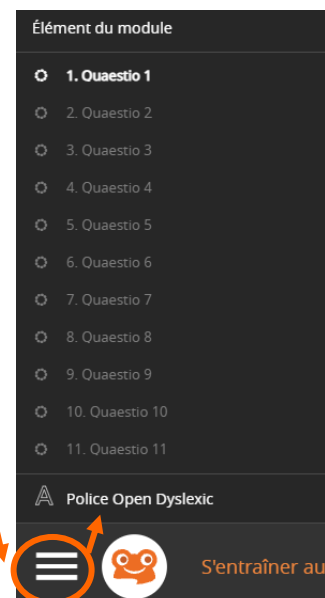 Élément du module
1. Quaestio 1
2. Quaestio 2
3. Quaestio 3
4. Quaestio 4
5. Quaestio 5
6. Quaestio 6
7. Quaestio 7
8. Quaestio 8
9. Quaestio 9
10. Quaestio 10
11. Quaestio 11
A Police Open Dyslexic
S'entraîner au